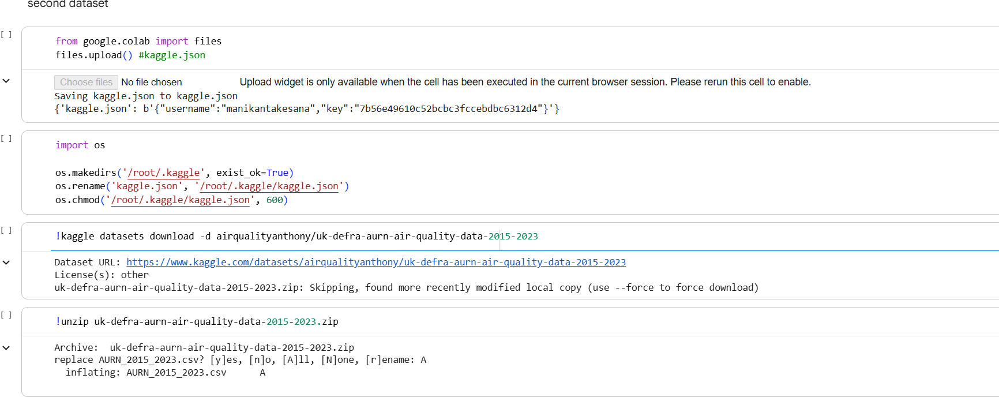 second dataset
[ ]
from google.colab import files
files.upload() #kaggle.json
Choose files No file chosen Upload widget is only available when the cell has been executed in the current browser session. Please rerun this cell to enable.
Saving kaggle.json to kaggle.json
{'kaggle.json': b'{"username":"manikantakesana","key":"7b56e49610c52bcbc3fccebdbc6312d4"}'}
[ ]
import os
os.makedirs('/root/.kaggle', exist_ok=True)
os.rename('kaggle.json', '/root/.kaggle/kaggle.json')
os.chmod('/root/.kaggle/kaggle.json', 600)
[ ]
!kaggle datasets download -d airqualityanthony/uk-defra-aurn-air-quality-data-2015-2023
Dataset URL: https://www.kaggle.com/datasets/airqualityanthony/uk-defra-aurn-air-quality-data-2015-2023
License(s): other
uk-defra-aurn-air-quality-data-2015-2023.zip: Skipping, found more recently modified local copy (use --force to force download)
[ ]
!unzip uk-defra-aurn-air-quality-data-2015-2023.zip
Archive:  uk-defra-aurn-air-quality-data-2015-2023.zip
replace AURN_2015_2023.csv? [y]es, [n]o, [A]ll, [N]one, [r]ename: A
  inflating: AURN_2015_2023.csv      A